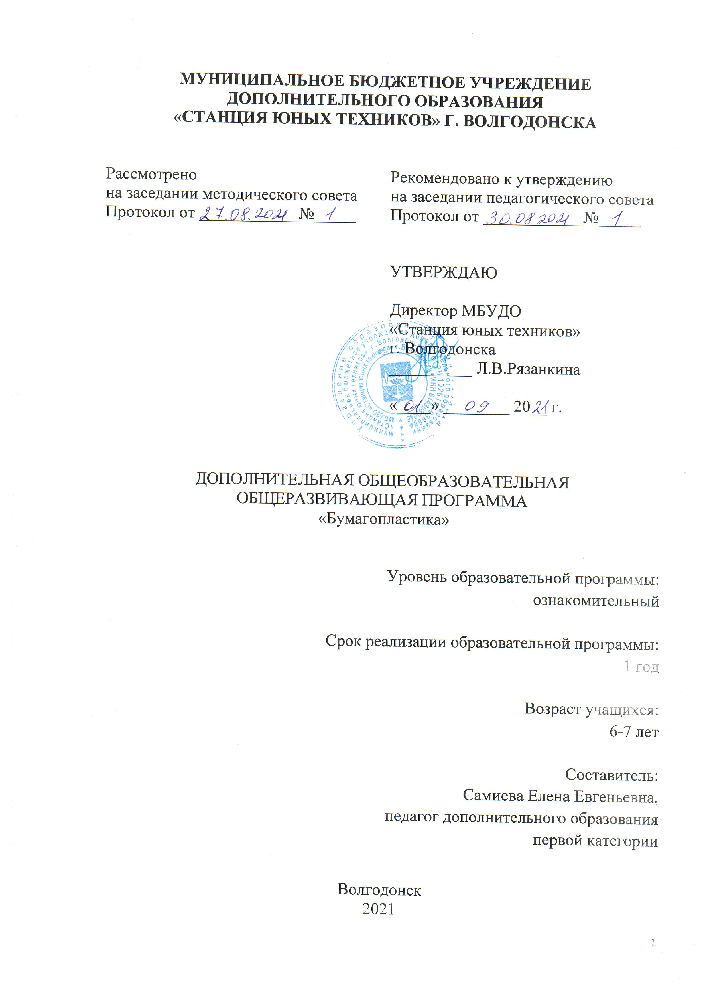 МУНИЦИПАЛЬНОЕ БЮДЖЕТНОЕ УЧРЕЖДЕНИЕ
ДОПОЛНИТЕЛЬНОГО ОБРАЗОВАНИЯ
«СТАНЦИЯ ЮНЫХ ТЕХНИКОВ» Г. ВОЛГОДОНСКА
Рассмотрено
на заседании методического совета
Протокол от 27.08.2021 № 1
Рекомендовано к утверждению
на заседании педагогического совета
Протокол от 30.08.2021 № 1
УТВЕРЖДАЮ
Директор МБУДО
«Станция юных техников»
г. Волгодонска
Л.В.Рязанкина
«01» 09 2021 г.
ДОПОЛНИТЕЛЬНАЯ ОБЩЕОБРАЗОВАТЕЛЬНАЯ
ОБЩЕРАЗВИВАЮЩАЯ ПРОГРАММА
«Бумагопластика»
Уровень образовательной программы:
ознакомительный
Срок реализации образовательной программы:
1 год
Возраст учащихся:
6-7 лет
Составитель:
Самиева Елена Евгеньевна,
педагог дополнительного образования
первой категории
Волгодонск
2021
1